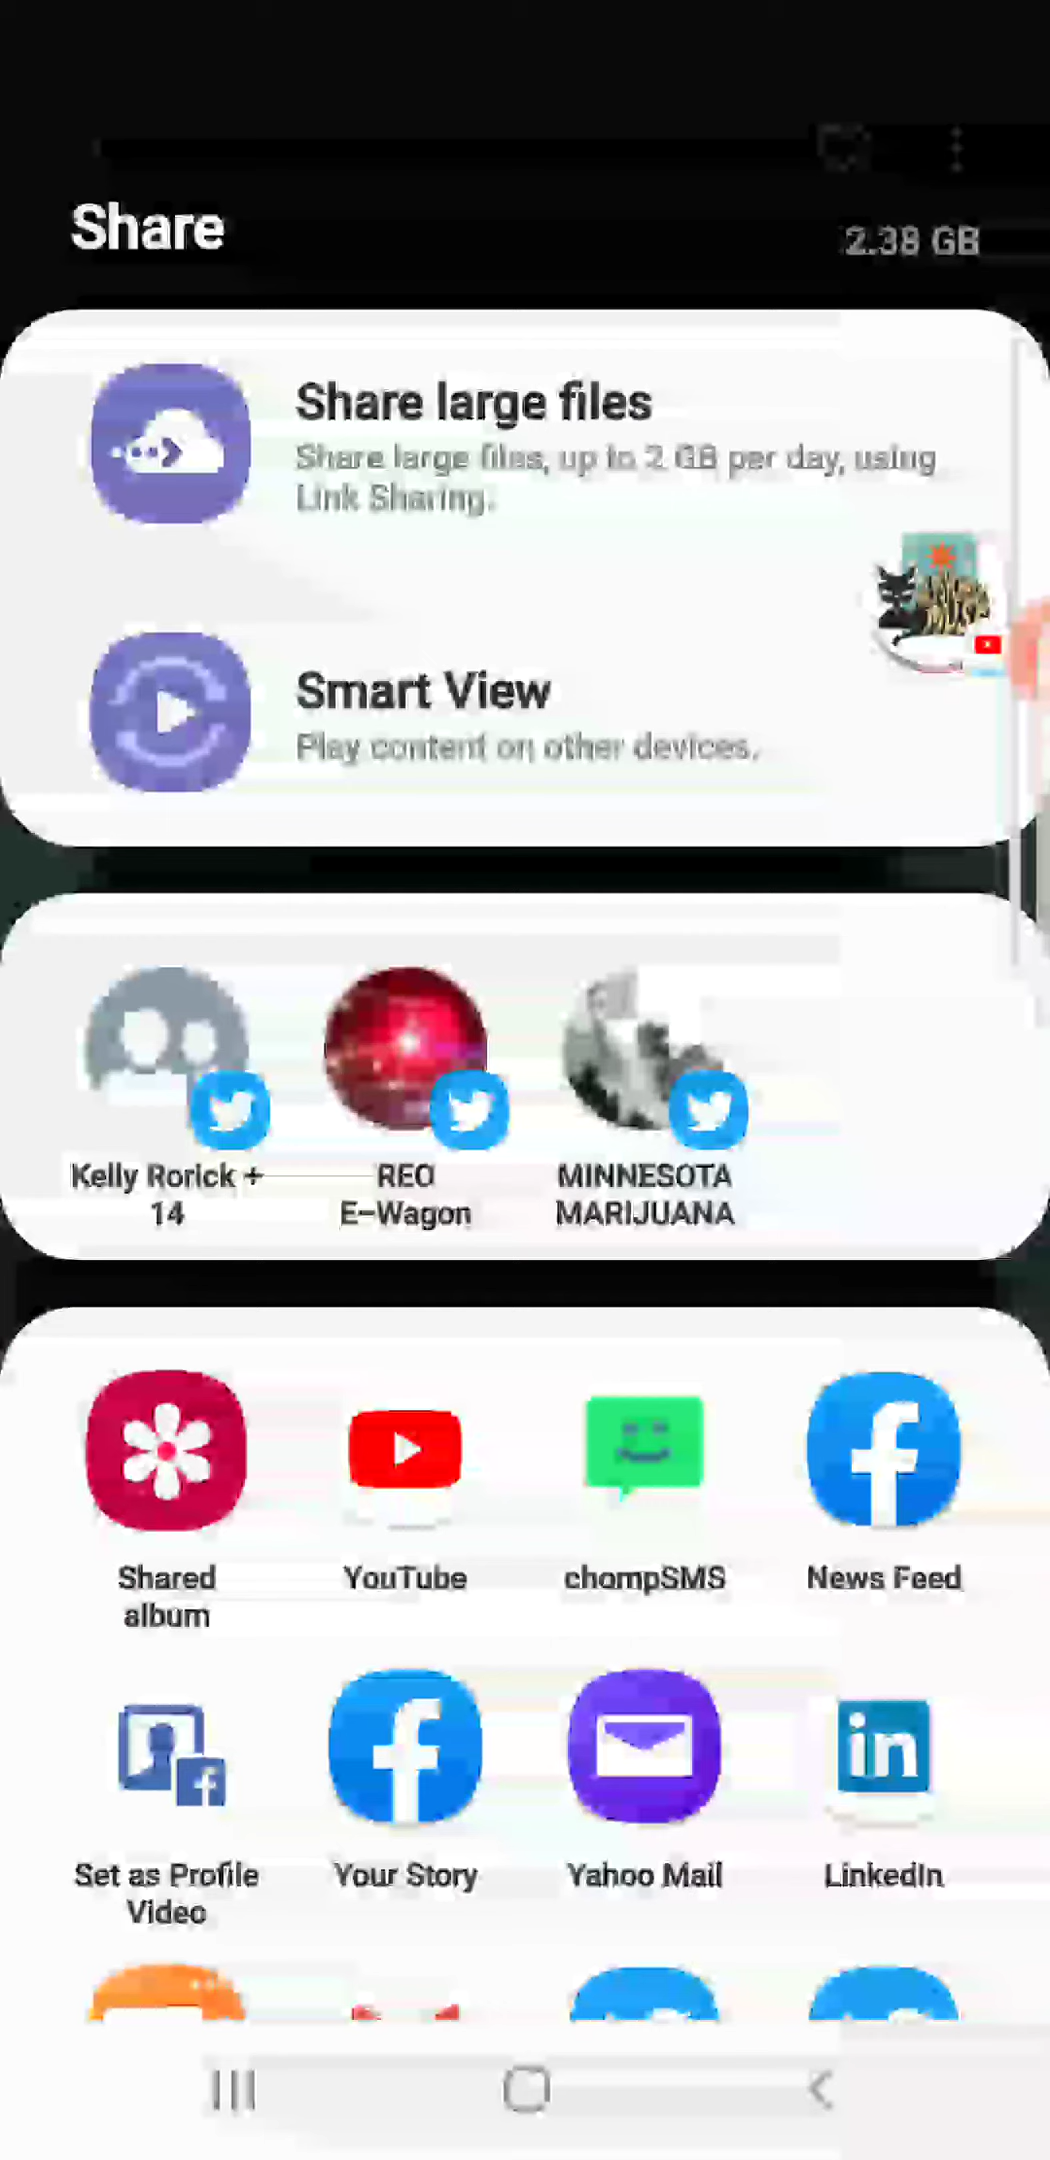 Share
2.38 GB
Share large files
Share large files, up to 2 GB per day, using
Link Sharing.
Smart View
Play content on other devices.
Kelly Rorick +
14
REO
E-Wagon
MINNESOTA
MARIJUANA
Shared
album
YouTube
chompSMS
News Feed
Set as Profile
Video
Your Story
Yahoo Mail
LinkedIn